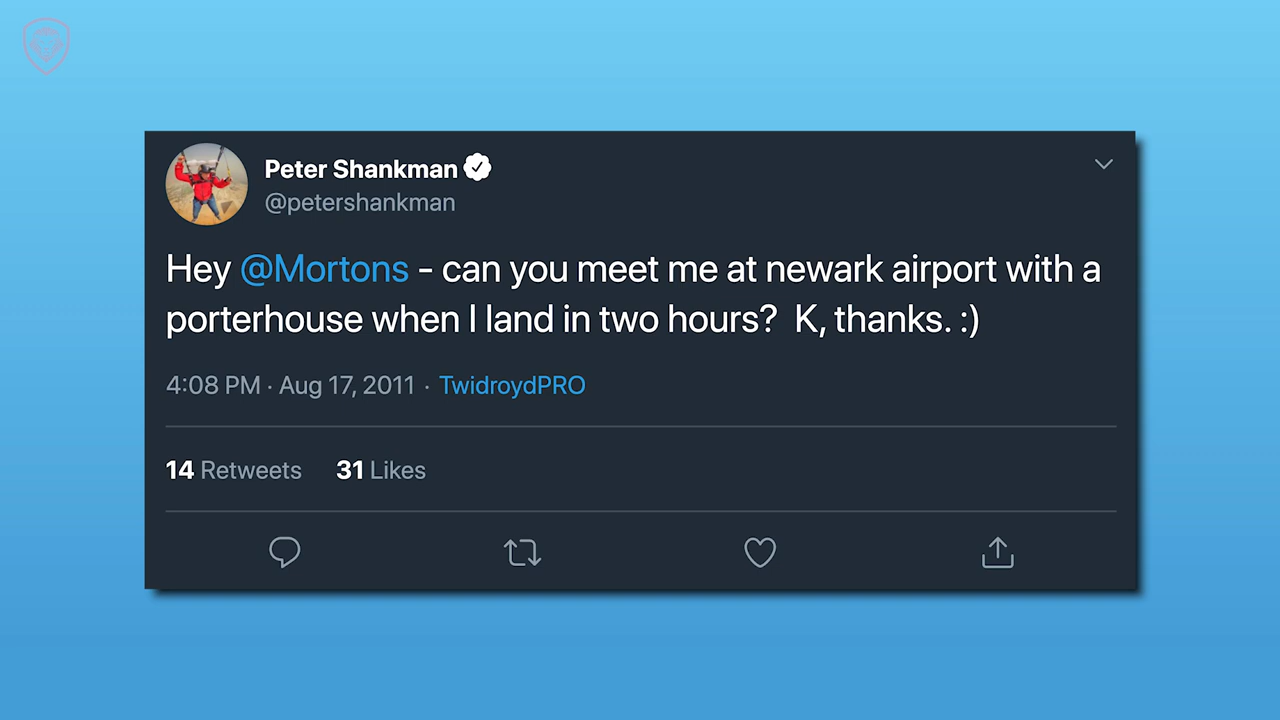 Peter Shankman
@petershankman
Hey @Mortons - can you meet me at newark airport with a
porterhouse when I land in two hours?  K, thanks. :)
4:08 PM · Aug 17, 2011 · TwidroydPRO
14 Retweets 31 Likes